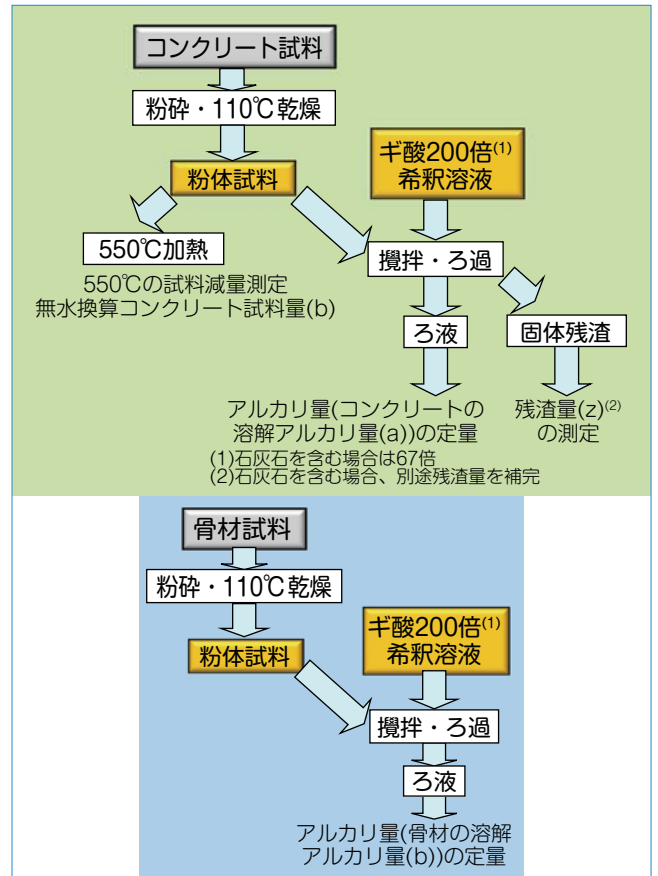 コンクリート試料
粉砕・110℃乾燥
粉体試料
ギ酸200倍(1)
希釈溶液
550℃加熱
攪拌・ろ過
550℃の試料減量測定
無水換算コンクリート試料量(b)
ろ液
固体残渣
アルカリ量(コンクリートの
溶解アルカリ量(a))の定量
残渣量(z)(2)
の測定
(1)石灰石を含む場合は67倍
(2)石灰石を含む場合、別途残渣量を補完
骨材試料
粉砕・110℃乾燥
粉体試料
ギ酸200倍(1)
希釈溶液
攪拌・ろ過
ろ液
アルカリ量(骨材の溶解
アルカリ量(b))の定量